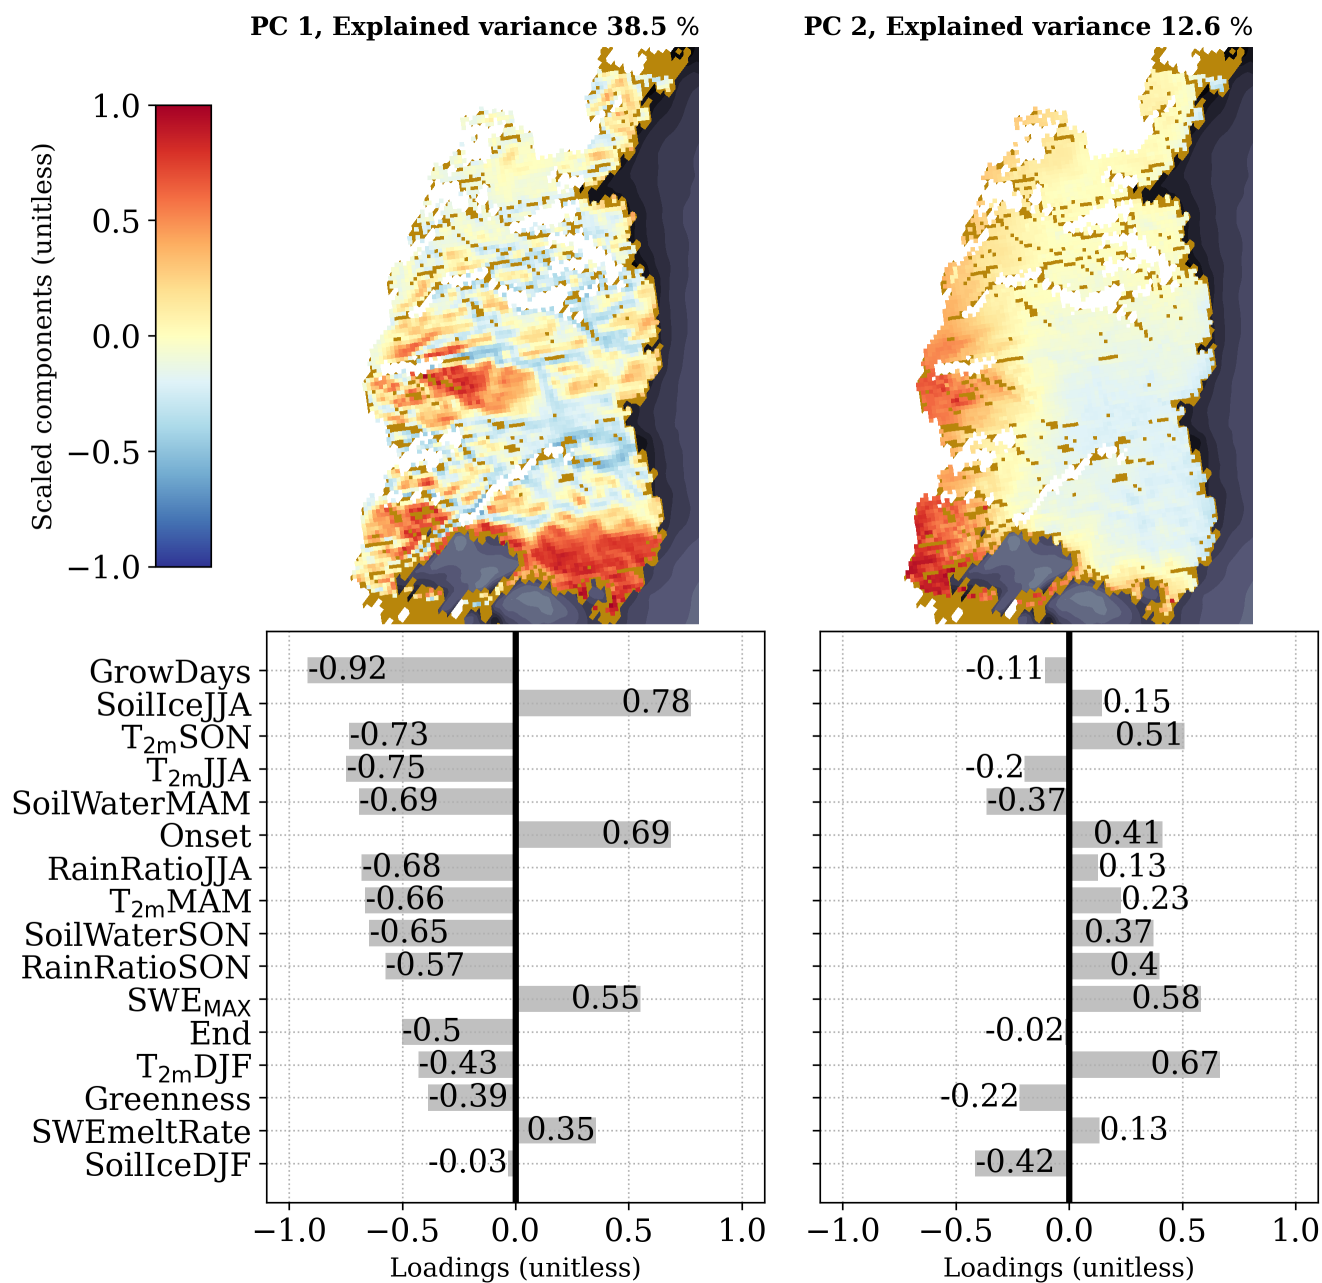 PC 1, Explained variance 38.5 %
PC 2, Explained variance 12.6 %
Scaled components (unitless)
1.0
0.5
0.0
−0.5
−1.0
GrowDays -0.92 -0.11
SoilIceJJA 0.78 0.15
T2mSON -0.73 0.51
T2mJJA -0.75 -0.2
SoilWaterMAM -0.69 -0.37
Onset 0.69 0.41
RainRatioJJA -0.68 0.13
T2mMAM -0.66 0.23
SoilWaterSON -0.65 0.37
RainRatioSON -0.57 0.4
SWEMAX 0.55 0.58
End -0.5 -0.02
T2mDJF -0.43 0.67
Greenness -0.39 -0.22
SWEmeltRate 0.35 0.13
SoilIceDJF -0.03 -0.42
−1.0 −0.5 0.0 0.5 1.0
−1.0 −0.5 0.0 0.5 1.0
Loadings (unitless)
Loadings (unitless)